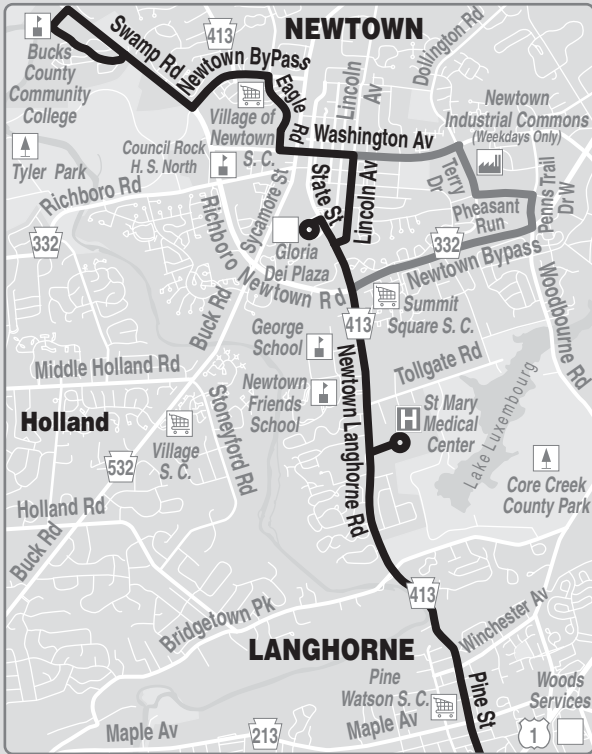 NEWTOWN
413
Swamp Rd
Newtown ByPass
Eagle Rd
Bucks
County
Community
College
Village of
Newtown
S. C.
Lincoln
Av
Dollington Rd
Newtown
Industrial Commons
(Weekdays Only)
Washington Av
Tyler Park
Council Rock
H. S. North
Richboro Rd
332
Sycamore St
State St
Lincoln Av
Terry
Dr
Pheasant
Run
Penns Trail
Dr W
332
Newtown Bypass
Gloria
Dei Plaza
Richboro
Newtown Rd
Buck Rd
Woodbourne Rd
Summit
Square S. C.
413
George
School
Middle Holland Rd
Tollgate Rd
Newtown
Friends
School
Newtown Langhorne Rd
H
St Mary
Medical
Center
Lake Luxembourg
Holland
Village
S. C.
Stoneyford Rd
532
Core Creek
County Park
Holland Rd
Buck Rd
413
Bridgetown Pk
Winchester Av
LANGHORNE
Pine
Watson S. C.
Pine St
Woods
Services
Maple Av
213
Maple Av
1